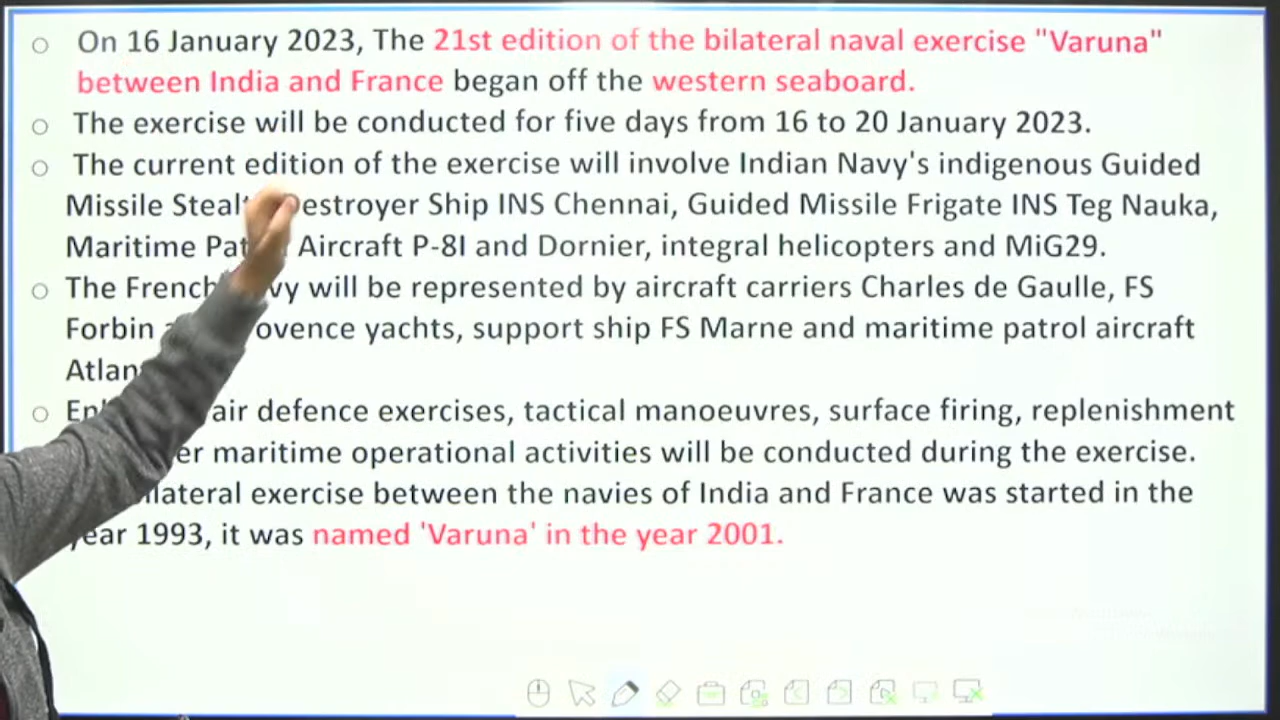 On 16 January 2023, The 21st edition of the bilateral naval exercise "Varuna"
between India and France began off the western seaboard.
The exercise will be conducted for five days from 16 to 20 January 2023.
The current edition of the exercise will involve Indian Navy's indigenous Guided
Missile Destroyer Ship INS Chennai, Guided Missile Frigate INS Teg Nauka,
Maritime Aircraft P-8I and Dornier, integral helicopters and MiG29.
The French will be represented by aircraft carriers Charles de Gaulle, FS
Forbin yachts, support ship FS Marne and maritime patrol aircraft
air defence exercises, tactical manoeuvres, surface firing, replenishment
maritime operational activities will be conducted during the exercise.
exercise between the navies of India and France was started in the
year 1993, it was named 'Varuna' in the year 2001.